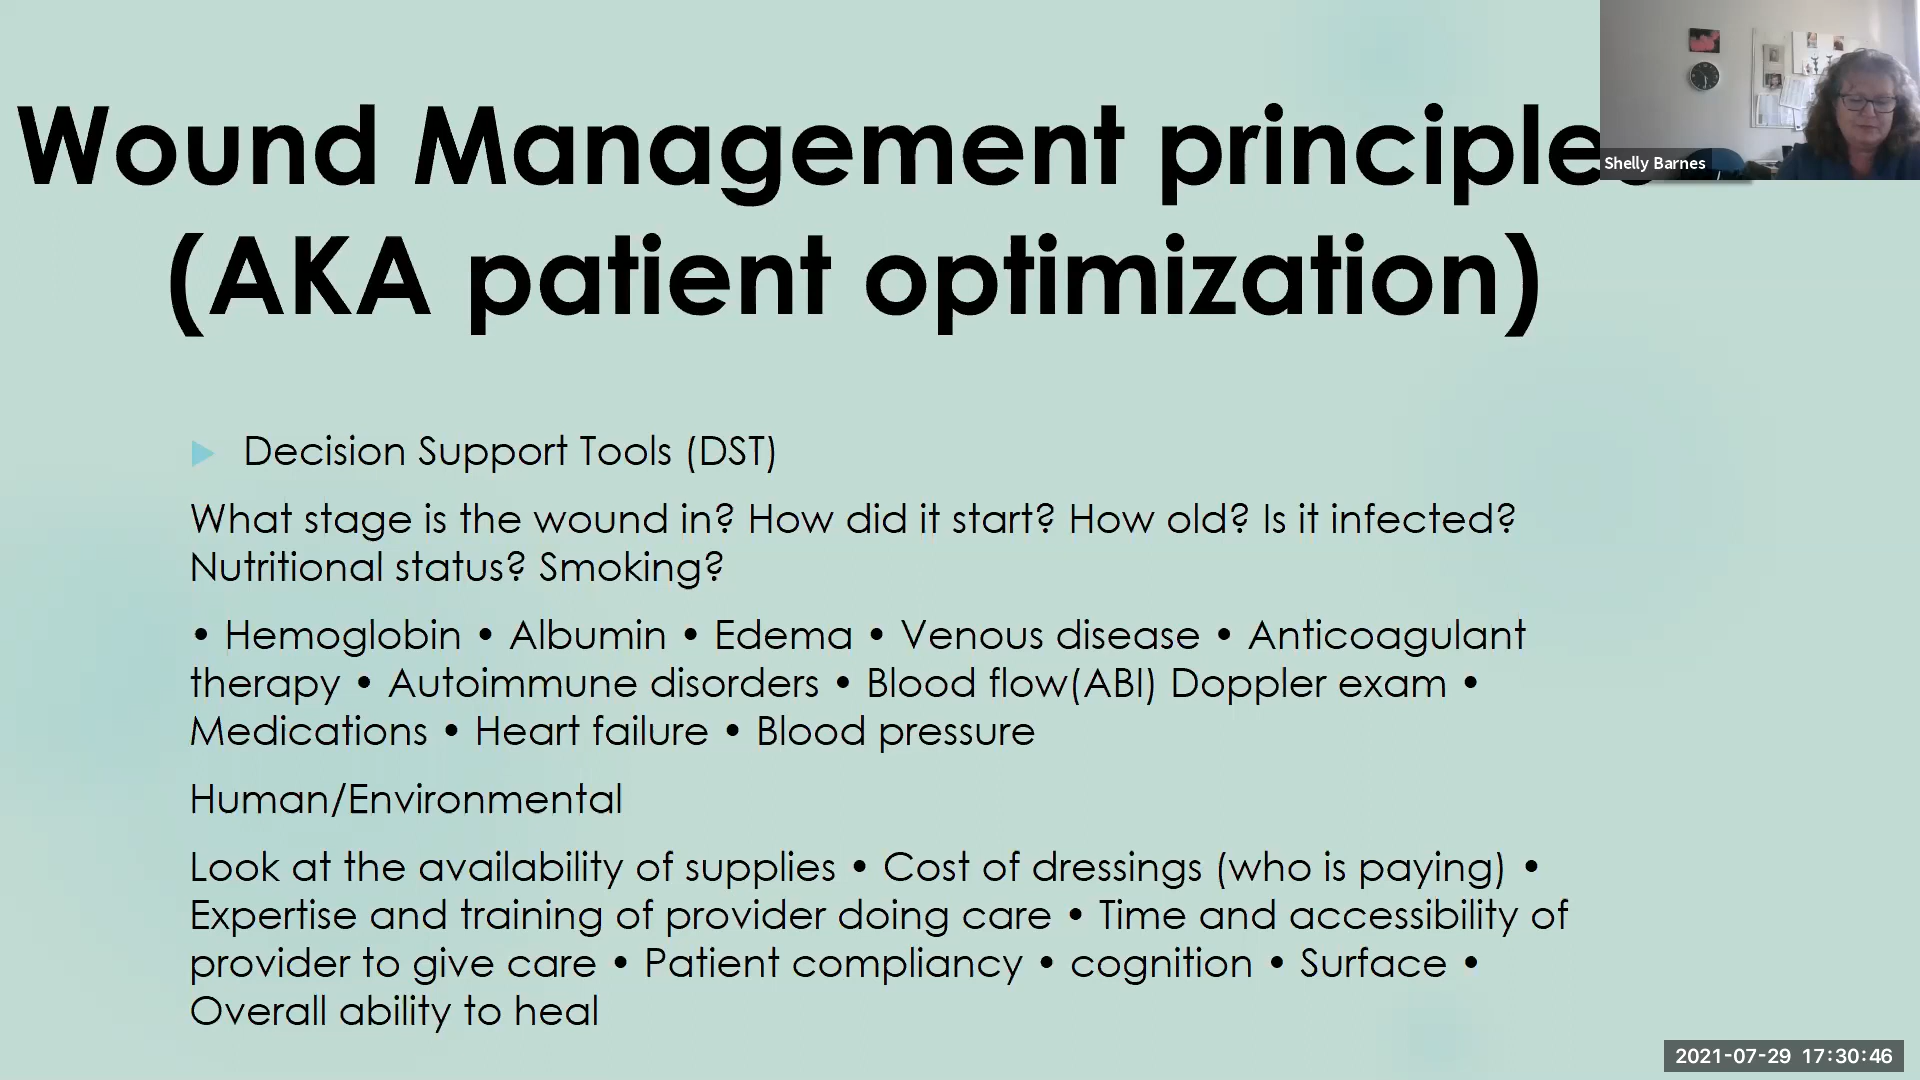 Wound Management principle
(AKA patient optimization)
Shelly Barnes
Decision Support Tools (DST)
What stage is the wound in? How did it start? How old? Is it infected?
Nutritional status? Smoking?
• Hemoglobin • Albumin • Edema • Venous disease • Anticoagulant
therapy • Autoimmune disorders • Blood flow(ABI) Doppler exam •
Medications • Heart failure • Blood pressure
Human/Environmental
Look at the availability of supplies • Cost of dressings (who is paying) •
Expertise and training of provider doing care • Time and accessibility of
provider to give care • Patient compliancy • cognition • Surface •
Overall ability to heal
2021-07-29 17:30:46